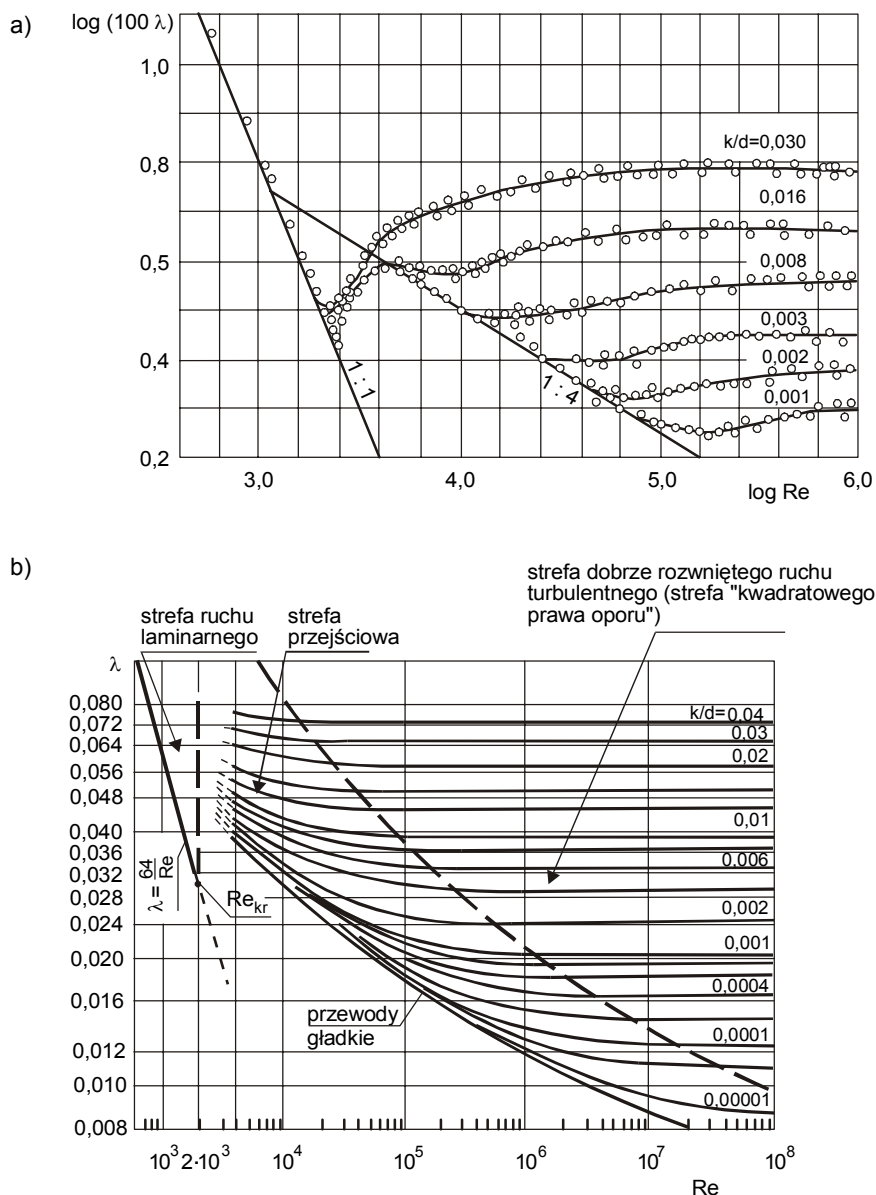 a)
log (100 λ)
1,0
0,8
0,5
0,4
0,2
k/d=0,030
0,016
0,008
0,003
0,002
0,001
1 : 1
1 : 4
3,0
4,0
5,0
6,0
log Re
b)
strefa ruchu
laminarnego
strefa
przejściowa
strefa dobrze rozwniętego ruchu
turbulentnego (strefa "kwadratowego
prawa oporu")
λ
0,080
0,072
0,064
0,056
0,048
0,040
0,036
0,032
0,028
0,024
0,020
0,016
0,012
0,010
0,008
k/d=0,04
0,03
0,02
0,01
0,006
0,002
0,001
0,0004
0,0001
0,00001
λ = 64/Re
Re_kr
przewody
gładkie
10³
2·10³
10⁴
10⁵
10⁶
10⁷
10⁸
Re